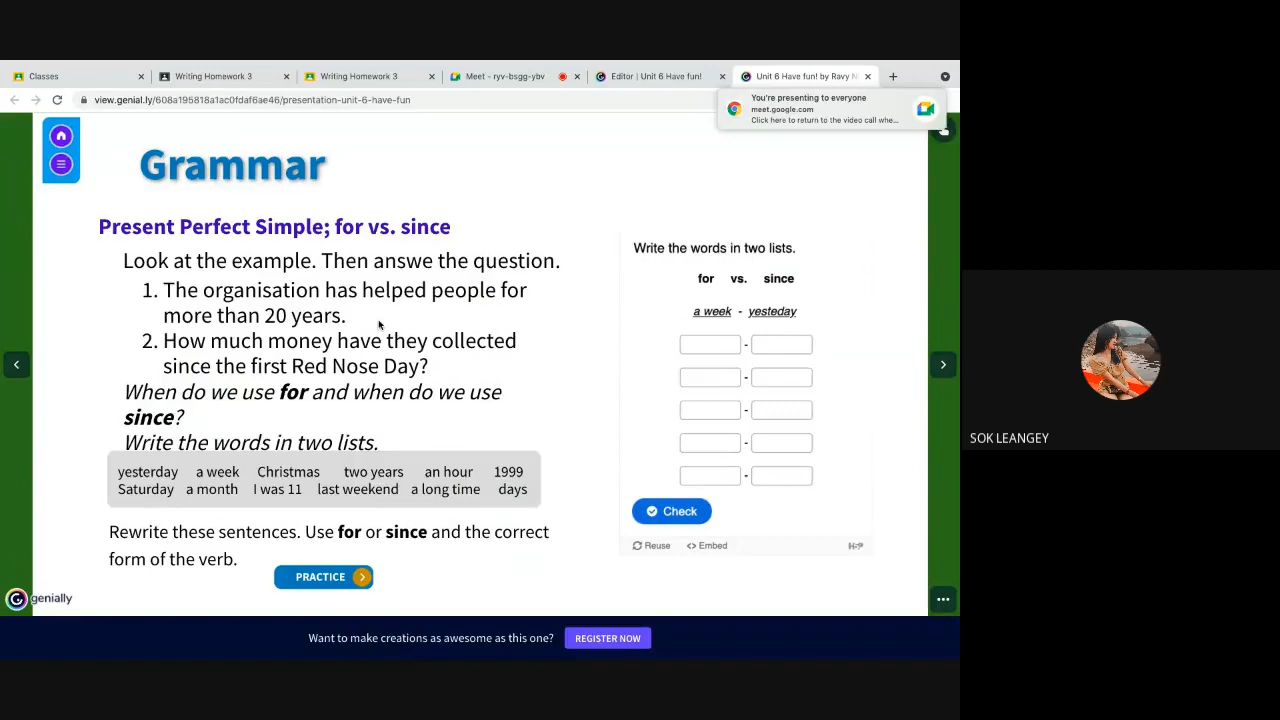 Classes
Writing Homework 3
Writing Homework 3
Meet - ryv-bsgg-ybv
Editor | Unit 6 Have fun!
Unit 6 Have fun! by Ravy N
view.genial.ly/608a195818a1ac0fdaf6ae46/presentation-unit-6-have-fun
You're presenting to everyone
meet.google.com
Click here to return to the video call whe...
Grammar
Present Perfect Simple; for vs. since
Look at the example. Then answe the question.
1. The organisation has helped people for
more than 20 years.
2. How much money have they collected
since the first Red Nose Day?
When do we use for and when do we use
since?
Write the words in two lists.
yesterday a week Christmas two years an hour 1999
Saturday a month I was 11 last weekend a long time days
Rewrite these sentences. Use for or since and the correct
form of the verb.
PRACTICE
Write the words in two lists.
for vs. since
a week - yesteday
-
-
-
-
-
Check
Reuse <> Embed
H5P
genially
Want to make creations as awesome as this one? REGISTER NOW
SOK LEANGEY